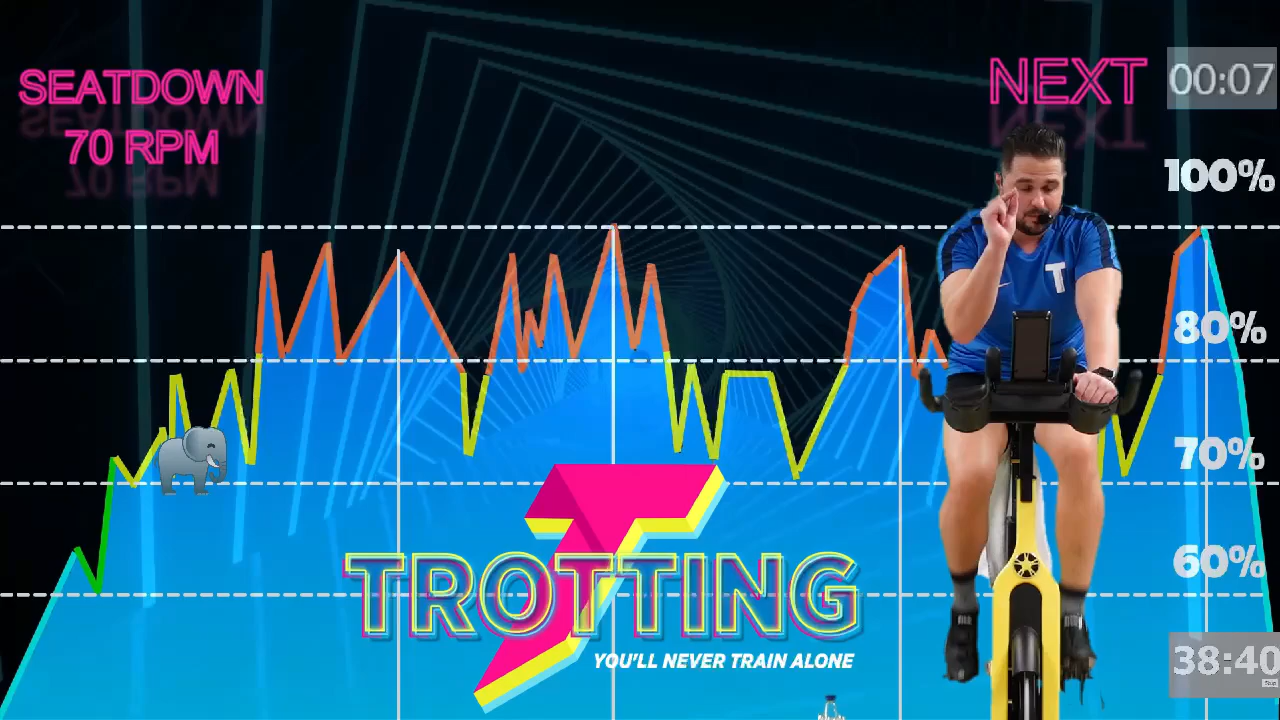 SEATDOWN
70 RPM
NEXT
00:07
100%
80%
70%
60%
TROTTING
YOU'LL NEVER TRAIN ALONE
38:40
T